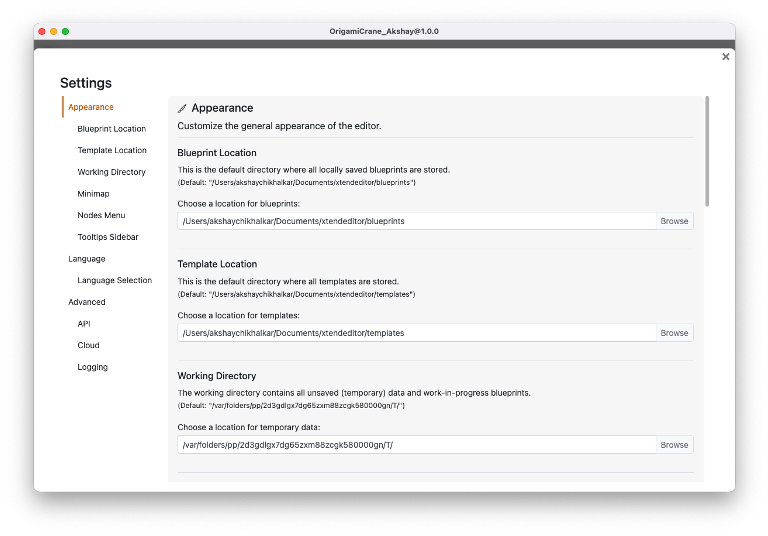 OrigamiCrane_Akshay@1.0.0
Settings
Appearance
Blueprint Location
Template Location
Working Directory
Minimap
Nodes Menu
Tooltips Sidebar
Language
Language Selection
Advanced
API
Cloud
Logging
Appearance
Customize the general appearance of the editor.
Blueprint Location
This is the default directory where all locally saved blueprints are stored.
(Default: "/Users/akshaychikhalkar/Documents/xtendeditor/blueprints")
Choose a location for blueprints:
/Users/akshaychikhalkar/Documents/xtendeditor/blueprints Browse
Template Location
This is the default directory where all templates are stored.
(Default: "/Users/akshaychikhalkar/Documents/xtendeditor/templates")
Choose a location for templates:
/Users/akshaychikhalkar/Documents/xtendeditor/templates Browse
Working Directory
The working directory contains all unsaved (temporary) data and work-in-progress blueprints.
(Default: "/var/folders/pp/2d3gdlgx7dg65zxm88zcgk580000gn/T/")
Choose a location for temporary data:
/var/folders/pp/2d3gdlgx7dg65zxm88zcgk580000gn/T/ Browse